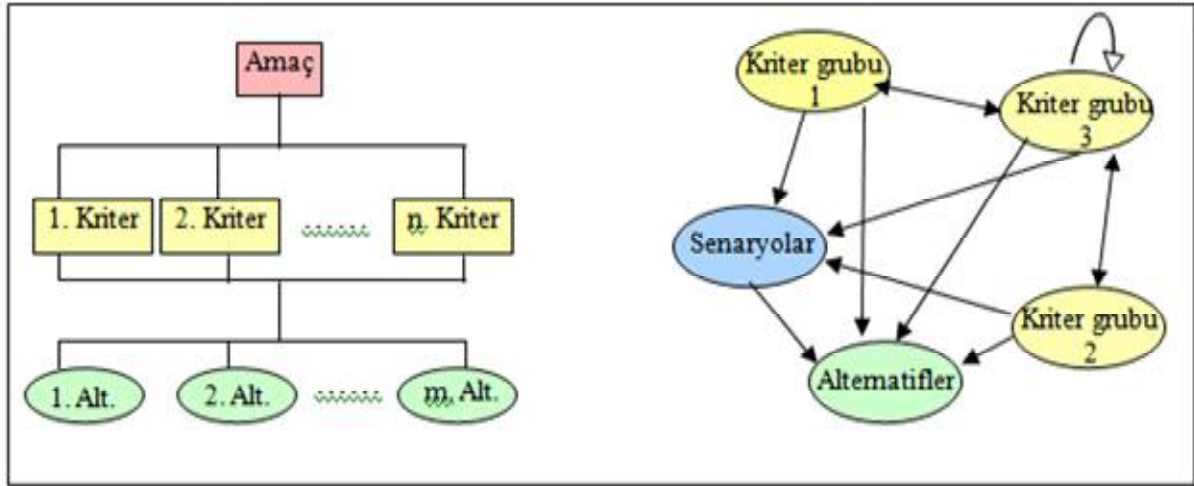 Amaç
1. Kriter
2. Kriter
n. Kriter
1. Alt.
2. Alt.
m. Alt.
Kriter grubu
1
Kriter grubu
3
Senaryolar
Kriter grubu
2
Alternatifler